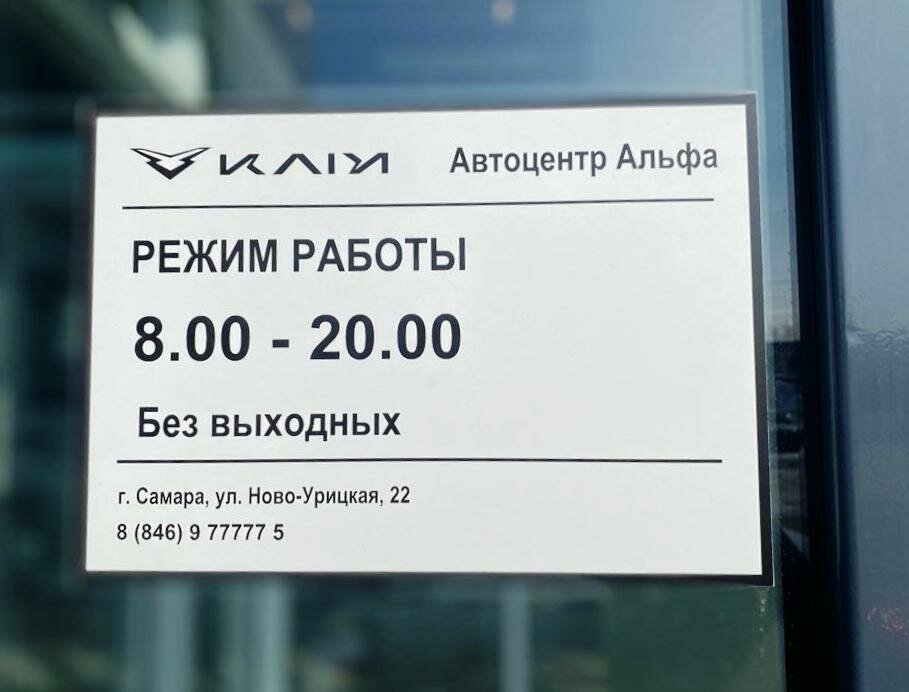 KAIYI Автоцентр Альфа
РЕЖИМ РАБОТЫ
8.00 - 20.00
Без выходных
г. Самара, ул. Ново-Урицкая, 22
8 (846) 9 77777 5